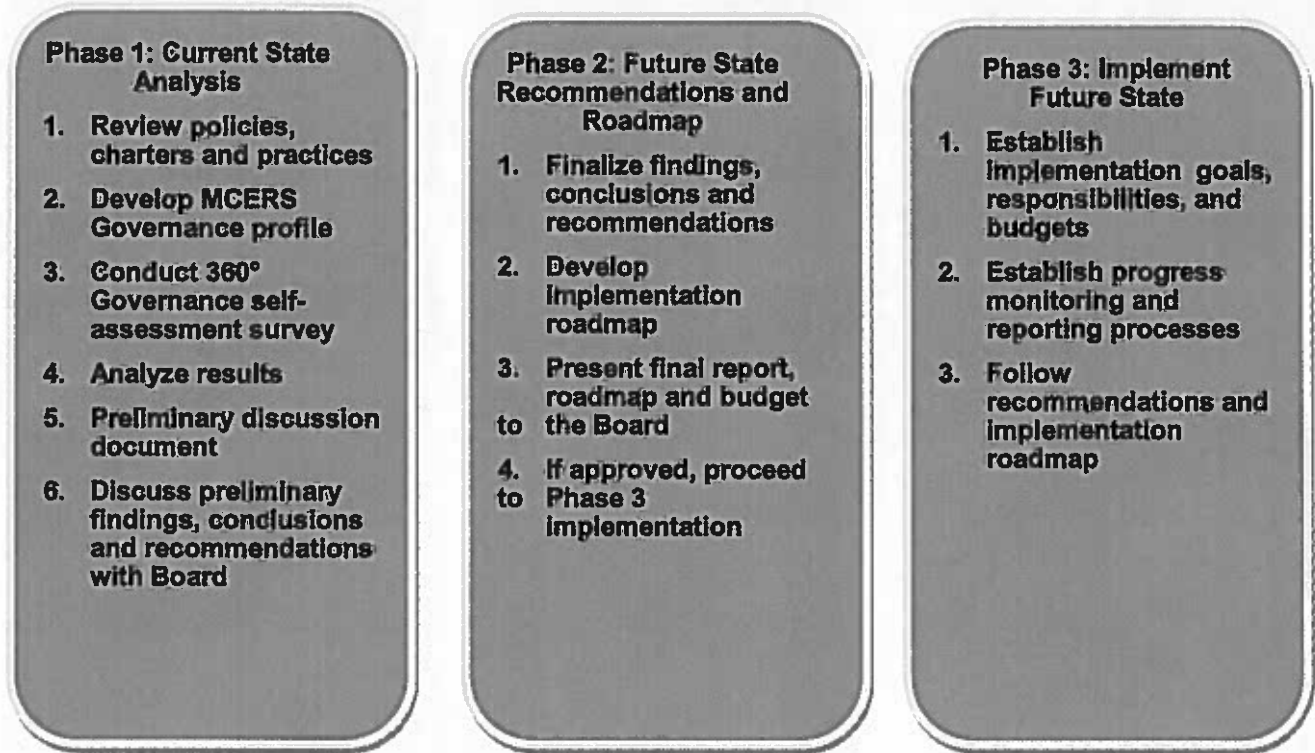 Phase 1: Current State
Analysis
1. Review policies,
charters and practices
2. Develop MCERS
Governance profile
3. Conduct 360°
Governance self-
assessment survey
4. Analyze results
5. Preliminary discussion
document
6. Discuss preliminary
findings, conclusions
and recommendations
with Board
Phase 2: Future State
Recommendations and
Roadmap
1. Finalize findings,
conclusions and
recommendations
2. Develop
implementation
roadmap
3. Present final report,
roadmap and budget
to the Board
4. If approved, proceed
to Phase 3
implementation
Phase 3: Implement
Future State
1. Establish
implementation goals,
responsibilities, and
budgets
2. Establish progress
monitoring and
reporting processes
3. Follow
recommendations and
implementation
roadmap